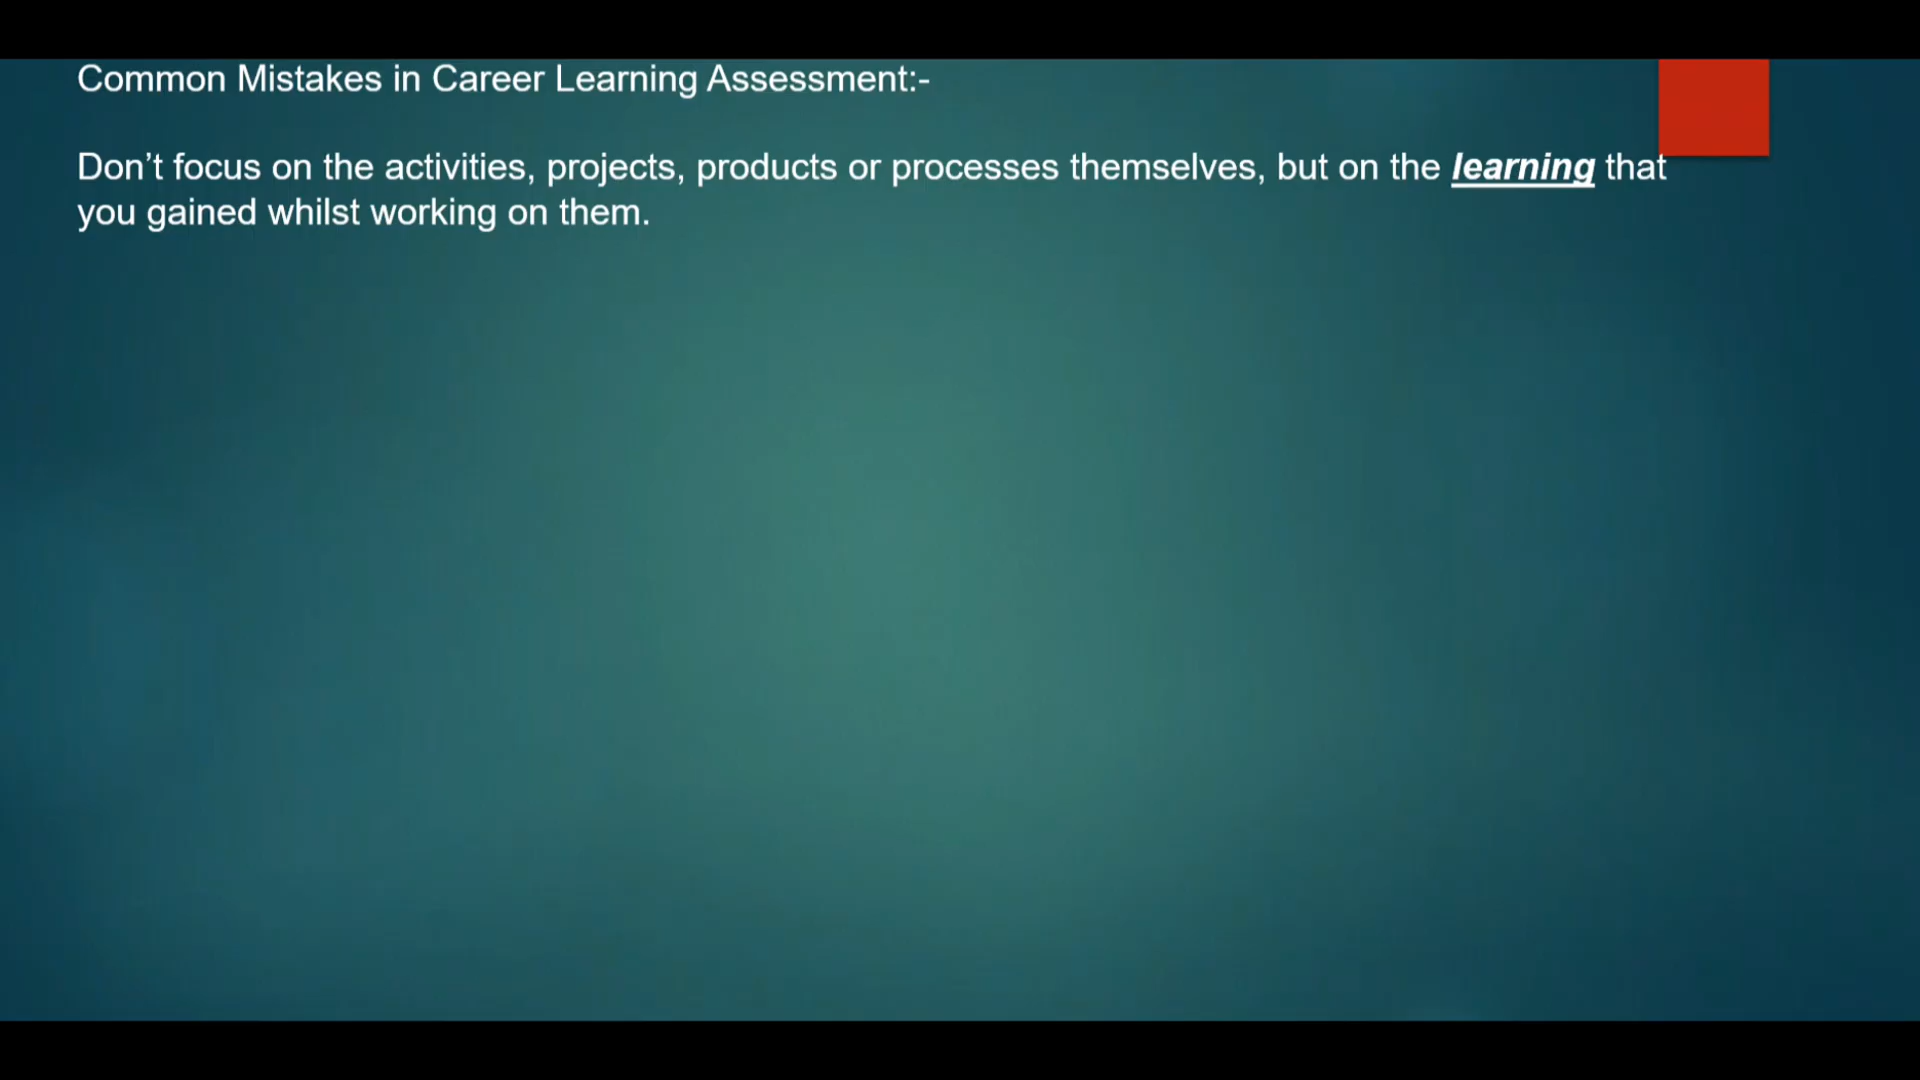 Common Mistakes in Career Learning Assessment:-
Don’t focus on the activities, projects, products or processes themselves, but on the learning that
you gained whilst working on them.